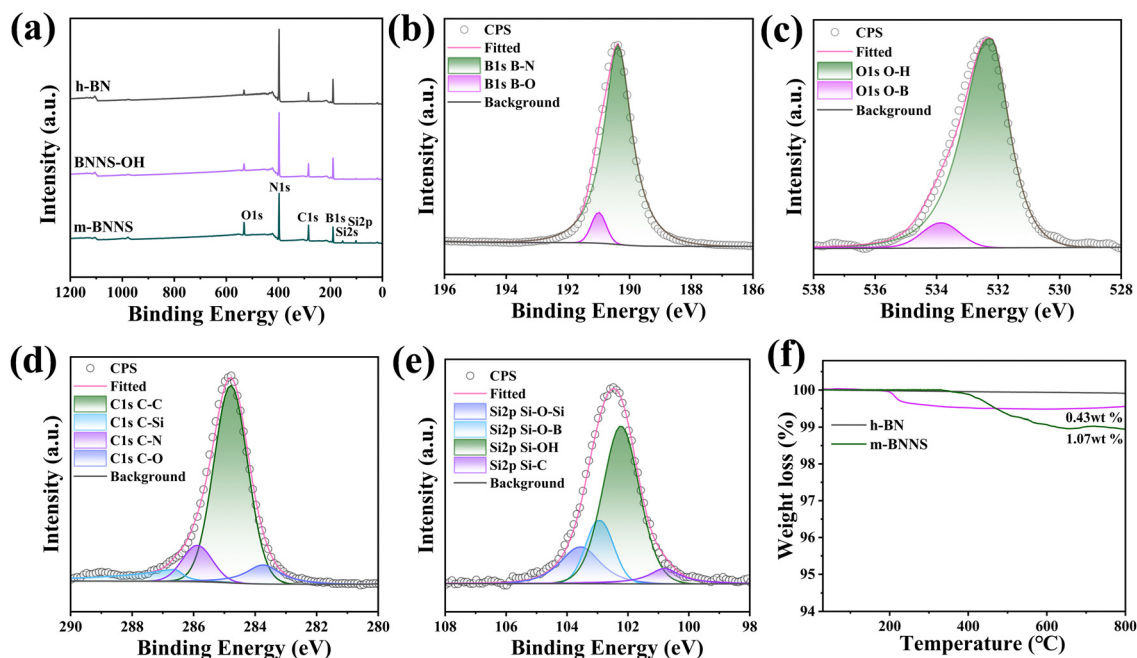 (a)
Intensity (a.u.)
h-BN
BNNS-OH
m-BNNS
O1s
N1s
C1s
B1s
Si2s
Si2p
1200 1000 800 600 400 200 0
Binding Energy (eV)
(b)
Intensity (a.u.)
CPS
Fitted
B1s B-N
B1s B-O
Background
196 194 192 190 188 186
Binding Energy (eV)
(c)
Intensity (a.u.)
CPS
Fitted
O1s O-H
O1s O-B
Background
538 536 534 532 530 528
Binding Energy (eV)
(d)
Intensity (a.u.)
CPS
Fitted
C1s C-C
C1s C-Si
C1s C-N
C1s C-O
Background
290 288 286 284 282 280
Binding Energy (eV)
(e)
Intensity (a.u.)
CPS
Fitted
Si2p Si-O-Si
Si2p Si-O-B
Si2p Si-OH
Si2p Si-C
Background
108 106 104 102 100 98
Binding Energy (eV)
(f)
Weight loss (%)
100
99
98
97
96
95
94
h-BN
m-BNNS
0.43wt %
1.07wt %
200 400 600 800
Temperature (℃)